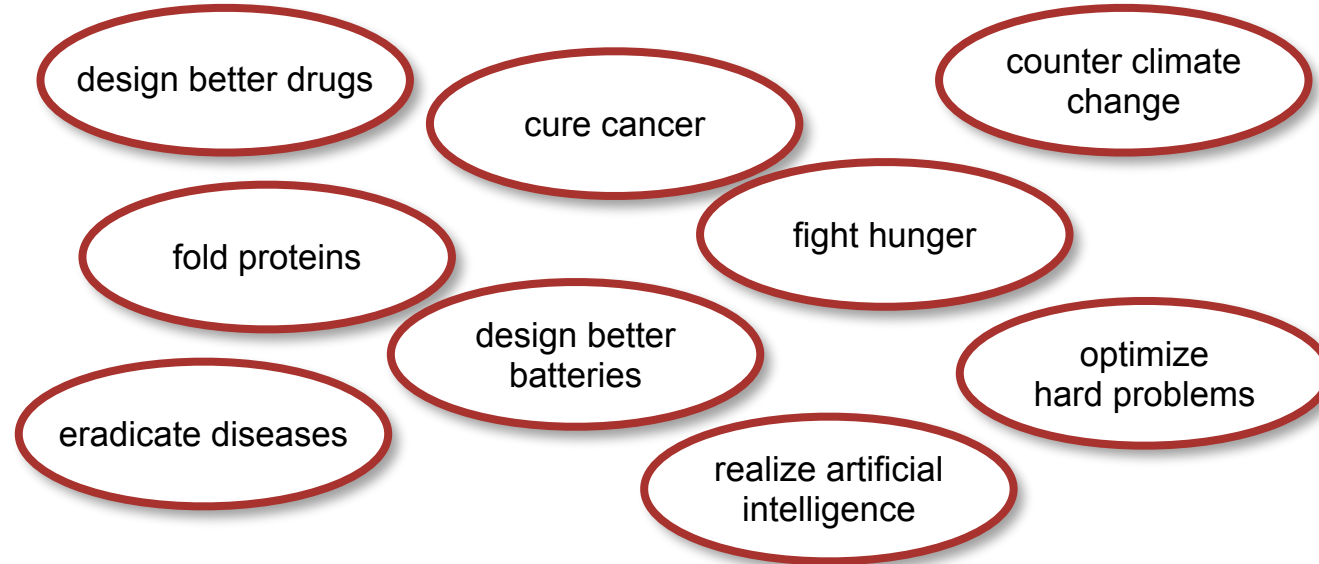 design better drugs
cure cancer
counter climate
change
fold proteins
fight hunger
design better
batteries
optimize
hard problems
eradicate diseases
realize artificial
intelligence